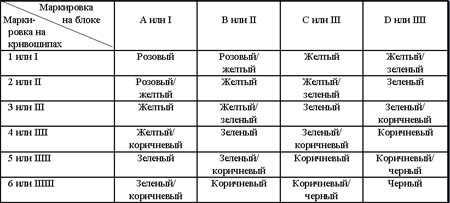 Маркировка
на блоке
Марки-
ровка на
кривошипах
A или I
B или II
C или III
D или IIII
1 или I
Розовый
Розовый/
желтый
Желтый
Желтый/
зеленый
2 или II
Розовый/
желтый
Желтый
Желтый/
зеленый
Зеленый
3 или III
Желтый
Желтый/
зеленый
Зеленый
Зеленый/
коричневый
4 или IIII
Желтый/
коричневый
Зеленый
Зеленый/
коричневый
Коричневый
5 или IIIII
Зеленый
Зеленый/
коричневый
Коричневый
Коричневый/
черный
6 или IIIIII
Зеленый/
коричневый
Коричневый
Коричневый/
черный
Черный